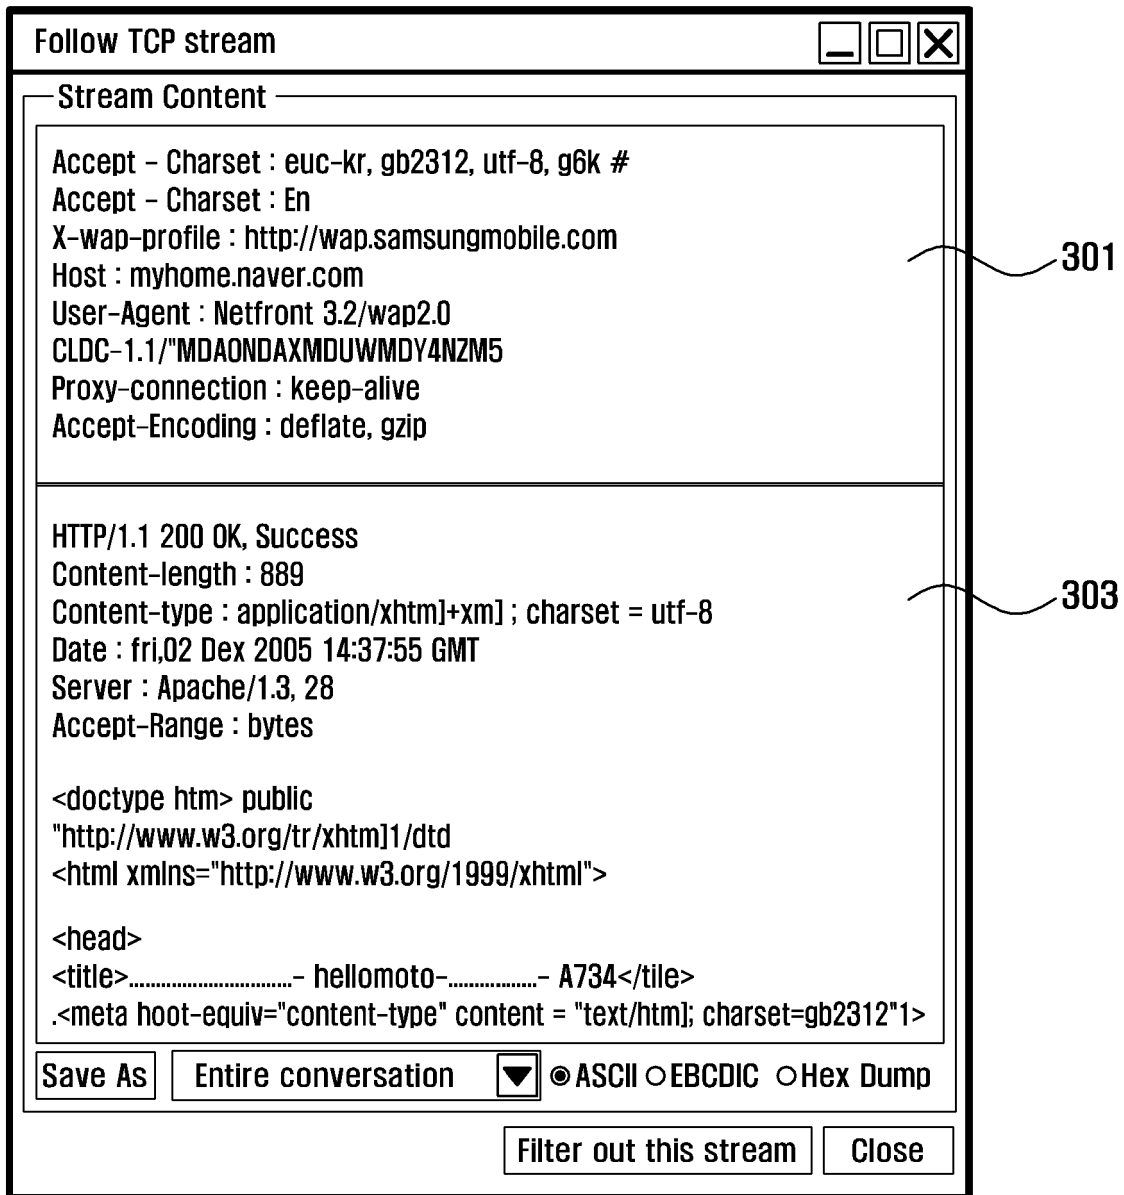 Follow TCP stream
Stream Content
Accept - Charset : euc-kr, gb2312, utf-8, g6k #
Accept - Charset : En
X-wap-profile : http://wap.samsungmobile.com
301
Host : myhome.naver.com
User-Agent : Netfront 3.2/wap2.0
CLDC-1.1/"MDAONDAXMDUWMDY4NZM5
Proxy-connection : keep-alive
Accept-Encoding : deflate, gzip
HTTP/1.1 200 OK, Success
Content-length : 889
303
Content-type : application/xhtm]+xm] ; charset = utf-8
Date : fri,02 Dex 2005 14:37:55 GMT
Server : Apache/1.3, 28
Accept-Range : bytes
<doctype htm> public
"http://www.w3.org/tr/xhtm]1/dtd
<html xmlns="http://www.w3.org/1999/xhtml">
<head>
<title>..............................- hellomoto-.................- A734</tile>
.<meta hoot-equiv="content-type" content = "text/htm]; charset=gb2312"1>
Save As Entire conversation ASCII EBCDIC Hex Dump
Filter out this stream Close